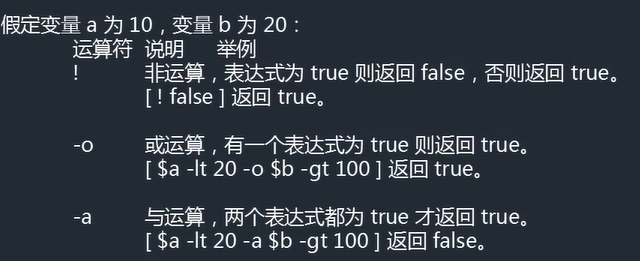 假定变量 a 为 10，变量 b 为 20：
运算符 说明 举例
! 非运算，表达式为 true 则返回 false，否则返回 true。
[ ! false ] 返回 true。
-o 或运算，有一个表达式为 true 则返回 true。
[ $a -lt 20 -o $b -gt 100 ] 返回 true。
-a 与运算，两个表达式都为 true 才返回 true。
[ $a -lt 20 -a $b -gt 100 ] 返回 false。